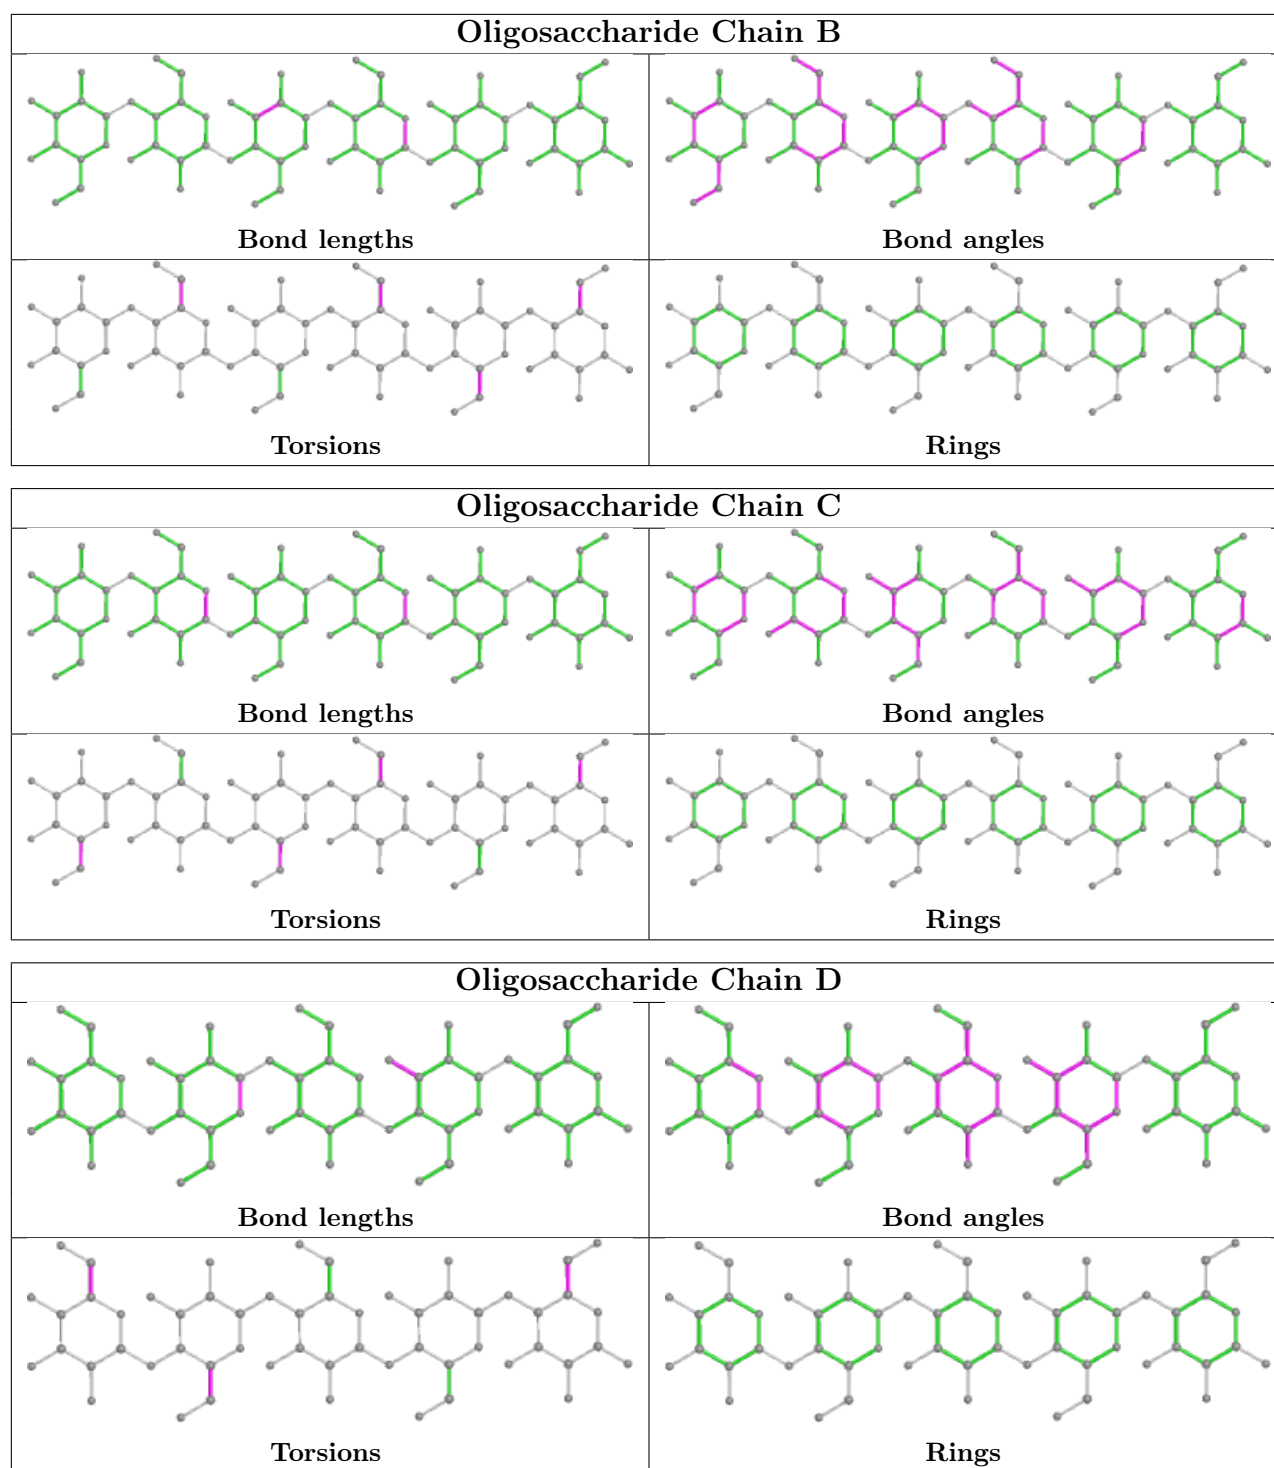 Oligosaccharide Chain B
Bond lengths
Bond angles
Torsions
Rings
Oligosaccharide Chain C
Bond lengths
Bond angles
Torsions
Rings
Oligosaccharide Chain D
Bond lengths
Bond angles
Torsions
Rings